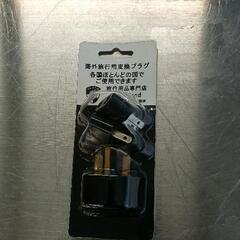 海外旅行用変換プラグ
各国ほとんどの国で
ご使用できます
旅行用品専門店